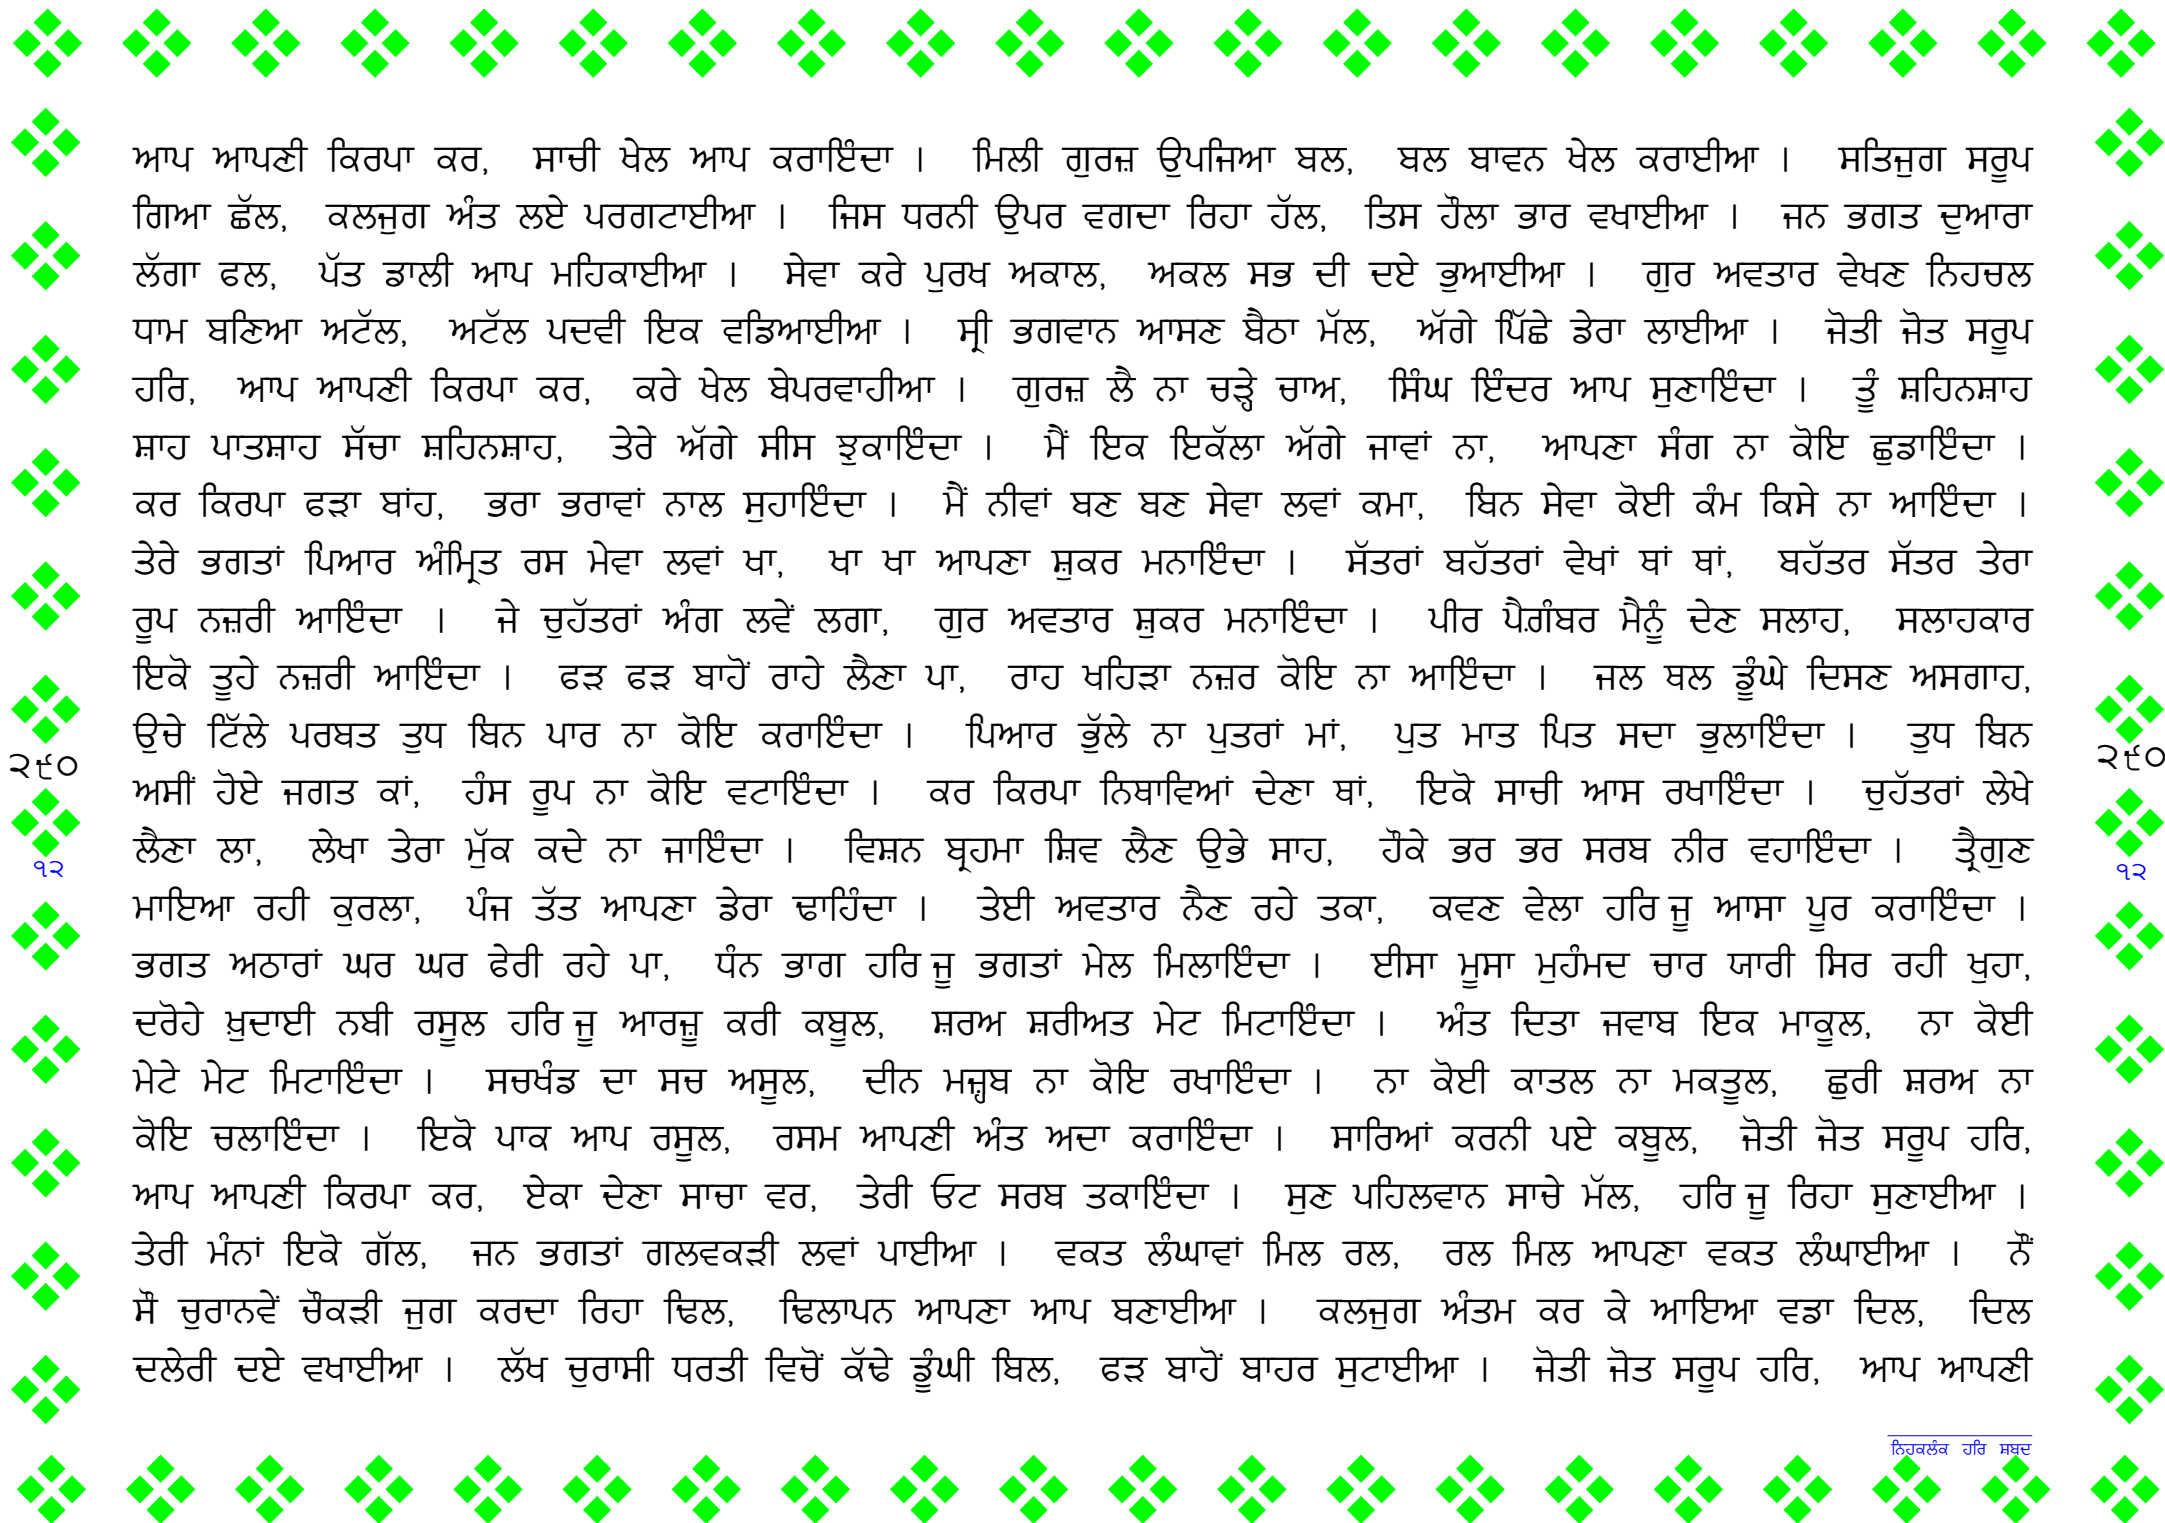 ਆਪ ਆਪਣੀ ਕਿਰਪਾ ਕਰ, ਸਾਚੀ ਖੇਲ ਆਪ ਕਰਾਇੰਦਾ । ਮਿਲੀ ਗੁਰਜ਼ ਉਪਜਿਆ ਬਲ, ਬਲ ਬਾਵਨ ਖੇਲ ਕਰਾਈਆ । ਸਤਿਜੁਗ ਸਰੂਪ
ਗਿਆ ਛੱਲ, ਕਲਜੁਗ ਅੰਤ ਲਏ ਪਰਗਟਾਈਆ । ਜਿਸ ਧਰਨੀ ਉਪਰ ਵਗਦਾ ਰਿਹਾ ਹੱਲ, ਤਿਸ ਹੌਲਾ ਭਾਰ ਵਖਾਈਆ । ਜਨ ਭਗਤ ਦੁਆਰਾ
ਲੱਗਾ ਫਲ, ਪੱਤ ਡਾਲੀ ਆਪ ਮਹਿਕਾਈਆ । ਸੇਵਾ ਕਰੇ ਪੁਰਖ ਅਕਾਲ, ਅਕਲ ਸਭ ਦੀ ਦਏ ਭੁਆਈਆ । ਗੁਰ ਅਵਤਾਰ ਵੇਖਣ ਨਿਹਚਲ
ਧਾਮ ਬਣਿਆ ਅਟੱਲ, ਅਟੱਲ ਪਦਵੀ ਇਕ ਵਡਿਆਈਆ । ਸ੍ਰੀ ਭਗਵਾਨ ਆਸਣ ਬੈਠਾ ਮੱਲ, ਅੱਗੇ ਪਿੱਛੇ ਡੇਰਾ ਲਾਈਆ । ਜੋਤੀ ਜੋਤ ਸਰੂਪ
ਹਰਿ, ਆਪ ਆਪਣੀ ਕਿਰਪਾ ਕਰ, ਕਰੇ ਖੇਲ ਬੇਪਰਵਾਹੀਆ । ਗੁਰਜ਼ ਲੈ ਨਾ ਚੜ੍ਹੇ ਚਾਅ, ਸਿੰਘ ਇੰਦਰ ਆਪ ਸੁਣਾਇੰਦਾ । ਤੂੰ ਸ਼ਹਿਨਸ਼ਾਹ
ਸ਼ਾਹ ਪਾਤਸ਼ਾਹ ਸੱਚਾ ਸ਼ਹਿਨਸ਼ਾਹ, ਤੇਰੇ ਅੱਗੇ ਸੀਸ ਝੁਕਾਇੰਦਾ । ਮੈਂ ਇਕ ਇਕੱਲਾ ਅੱਗੇ ਜਾਵਾਂ ਨਾ, ਆਪਣਾ ਸੰਗ ਨਾ ਕੋਇ ਛੁਡਾਇੰਦਾ ।
ਕਰ ਕਿਰਪਾ ਫੜਾ ਬਾਂਹ, ਭਰਾ ਭਰਾਵਾਂ ਨਾਲ ਸੁਹਾਇੰਦਾ । ਮੈਂ ਨੀਵਾਂ ਬਣ ਬਣ ਸੇਵਾ ਲਵਾਂ ਕਮਾ, ਬਿਨ ਸੇਵਾ ਕੋਈ ਕੰਮ ਕਿਸੇ ਨਾ ਆਇੰਦਾ ।
ਤੇਰੇ ਭਗਤਾਂ ਪਿਆਰ ਅੰਮ੍ਰਿਤ ਰਸ ਮੇਵਾ ਲਵਾਂ ਖਾ, ਖਾ ਖਾ ਆਪਣਾ ਸ਼ੁਕਰ ਮਨਾਇੰਦਾ । ਸੱਤਰਾਂ ਬਹੱਤਰਾਂ ਵੇਖਾਂ ਥਾਂ ਥਾਂ, ਬਹੱਤਰ ਸੱਤਰ ਤੇਰਾ
ਰੂਪ ਨਜ਼ਰੀ ਆਇੰਦਾ । ਜੇ ਚੁਹੱਤਰਾਂ ਅੰਗ ਲਵੇਂ ਲਗਾ, ਗੁਰ ਅਵਤਾਰ ਸ਼ੁਕਰ ਮਨਾਇੰਦਾ । ਪੀਰ ਪੈਗ਼ੰਬਰ ਮੈਨੂੰ ਦੇਣ ਸਲਾਹ, ਸਲਾਹਕਾਰ
ਇਕੋ ਤੂਹੇ ਨਜ਼ਰੀ ਆਇੰਦਾ । ਫੜ ਫੜ ਬਾਹੋਂ ਰਾਹੇ ਲੈਣਾ ਪਾ, ਰਾਹ ਖਹਿੜਾ ਨਜ਼ਰ ਕੋਇ ਨਾ ਆਇੰਦਾ । ਜਲ ਥਲ ਡੂੰਘੇ ਦਿਸਣ ਅਸਗਾਹ,
ਉਚੇ ਟਿੱਲੇ ਪਰਬਤ ਤੁਧ ਬਿਨ ਪਾਰ ਨਾ ਕੋਇ ਕਰਾਇੰਦਾ । ਪਿਆਰ ਭੁੱਲੇ ਨਾ ਪੁਤਰਾਂ ਮਾਂ, ਪੁਤ ਮਾਤ ਪਿਤ ਸਦਾ ਭੁਲਾਇੰਦਾ । ਤੁਧ ਬਿਨ
ਅਸੀਂ ਹੋਏ ਜਗਤ ਕਾਂ, ਹੰਸ ਰੂਪ ਨਾ ਕੋਇ ਵਟਾਇੰਦਾ । ਕਰ ਕਿਰਪਾ ਨਿਥਾਵਿਆਂ ਦੇਣਾ ਥਾਂ, ਇਕੋ ਸਾਚੀ ਆਸ ਰਖਾਇੰਦਾ । ਚੁਹੱਤਰਾਂ ਲੇਖੇ
ਲੈਣਾ ਲਾ, ਲੇਖਾ ਤੇਰਾ ਮੁੱਕ ਕਦੇ ਨਾ ਜਾਇੰਦਾ । ਵਿਸ਼ਨ ਬ੍ਰਹਮਾ ਸ਼ਿਵ ਲੈਣ ਉਭੇ ਸਾਹ, ਹੌਕੇ ਭਰ ਭਰ ਸਰਬ ਨੀਰ ਵਹਾਇੰਦਾ । ਤ੍ਰੈਗੁਣ
ਮਾਇਆ ਰਹੀ ਕੁਰਲਾ, ਪੰਜ ਤੱਤ ਆਪਣਾ ਡੇਰਾ ਢਾਹਿੰਦਾ । ਤੇਈ ਅਵਤਾਰ ਨੈਣ ਰਹੇ ਤਕਾ, ਕਵਣ ਵੇਲਾ ਹਰਿ ਜੂ ਆਸਾ ਪੂਰ ਕਰਾਇੰਦਾ ।
ਭਗਤ ਅਠਾਰਾਂ ਘਰ ਘਰ ਫੇਰੀ ਰਹੇ ਪਾ, ਧੰਨ ਭਾਗ ਹਰਿ ਜੂ ਭਗਤਾਂ ਮੇਲ ਮਿਲਾਇੰਦਾ । ਈਸਾ ਮੂਸਾ ਮੁਹੰਮਦ ਚਾਰ ਯਾਰੀ ਸਿਰ ਰਹੀ ਖੁਹਾ,
ਦਰੋਹੇ ਖ਼ੁਦਾਈ ਨਬੀ ਰਸੂਲ ਹਰਿ ਜੂ ਆਰਜ਼ੂ ਕਰੀ ਕਬੂਲ, ਸ਼ਰਅ ਸ਼ਰੀਅਤ ਮੇਟ ਮਿਟਾਇੰਦਾ । ਅੰਤ ਦਿਤਾ ਜਵਾਬ ਇਕ ਮਾਕੂਲ, ਨਾ ਕੋਈ
ਮੇਟੇ ਮੇਟ ਮਿਟਾਇੰਦਾ । ਸਚਖੰਡ ਦਾ ਸਚ ਅਸੂਲ, ਦੀਨ ਮਜ਼੍ਹਬ ਨਾ ਕੋਇ ਰਖਾਇੰਦਾ । ਨਾ ਕੋਈ ਕਾਤਲ ਨਾ ਮਕਤੂਲ, ਛੁਰੀ ਸ਼ਰਅ ਨਾ
ਕੋਇ ਚਲਾਇੰਦਾ । ਇਕੋ ਪਾਕ ਆਪ ਰਸੂਲ, ਰਸਮ ਆਪਣੀ ਅੰਤ ਅਦਾ ਕਰਾਇੰਦਾ । ਸਾਰਿਆਂ ਕਰਨੀ ਪਏ ਕਬੂਲ, ਜੋਤੀ ਜੋਤ ਸਰੂਪ ਹਰਿ,
ਆਪ ਆਪਣੀ ਕਿਰਪਾ ਕਰ, ਏਕਾ ਦੇਣਾ ਸਾਚਾ ਵਰ, ਤੇਰੀ ਓਟ ਸਰਬ ਤਕਾਇੰਦਾ । ਸੁਣ ਪਹਿਲਵਾਨ ਸਾਚੇ ਮੱਲ, ਹਰਿ ਜੂ ਰਿਹਾ ਸੁਣਾਈਆ ।
ਤੇਰੀ ਮੰਨਾਂ ਇਕੋ ਗੱਲ, ਜਨ ਭਗਤਾਂ ਗਲਵਕੜੀ ਲਵਾਂ ਪਾਈਆ । ਵਕਤ ਲੰਘਾਵਾਂ ਮਿਲ ਰਲ, ਰਲ ਮਿਲ ਆਪਣਾ ਵਕਤ ਲੰਘਾਈਆ । ਨੌਂ
ਸੌ ਚੁਰਾਨਵੇਂ ਚੌਕੜੀ ਜੁਗ ਕਰਦਾ ਰਿਹਾ ਢਿਲ, ਢਿਲਾਪਨ ਆਪਣਾ ਆਪ ਬਣਾਈਆ । ਕਲਜੁਗ ਅੰਤਮ ਕਰ ਕੇ ਆਇਆ ਵਡਾ ਦਿਲ, ਦਿਲ
ਦਲੇਰੀ ਦਏ ਵਖਾਈਆ । ਲੱਖ ਚੁਰਾਸੀ ਧਰਤੀ ਵਿਚੋਂ ਕੱਢੇ ਡੂੰਘੀ ਬਿਲ, ਫੜ ਬਾਹੋਂ ਬਾਹਰ ਸੁਟਾਈਆ । ਜੋਤੀ ਜੋਤ ਸਰੂਪ ਹਰਿ, ਆਪ ਆਪਣੀ
੨੯੦
੧੨
੨੯੦
੧੨
ਨਿਹਕਲੰਕ ਹਰਿ ਸ਼ਬਦ